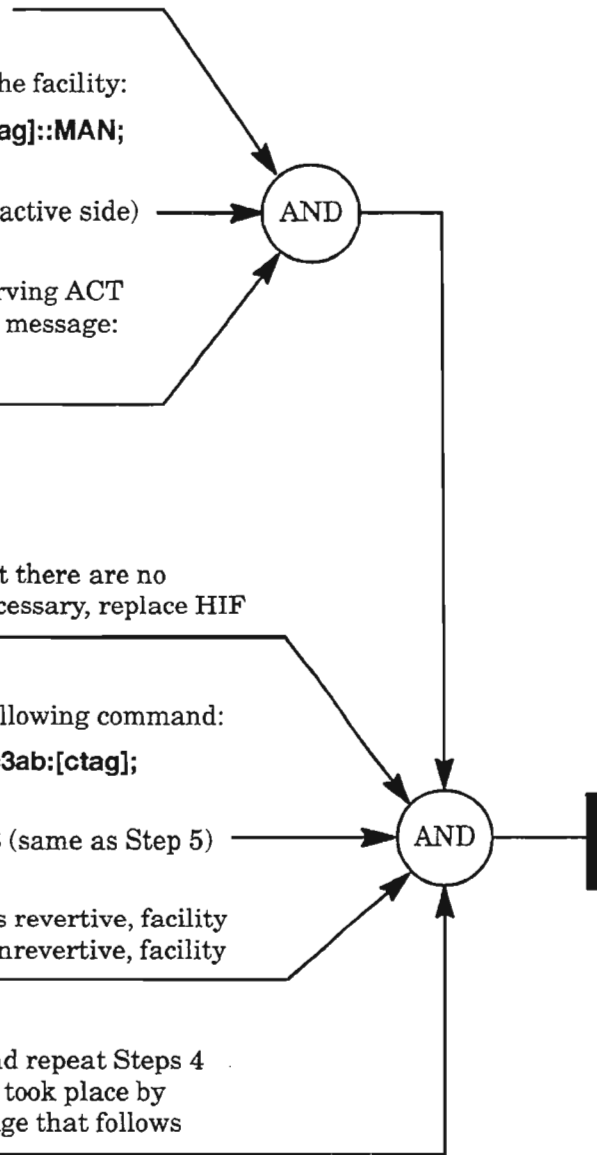 he facility:
ag]::MAN;
active side)
AND
rving ACT
message:
t there are no
cessary, replace HIF
llowing command:
3ab:[ctag];
(same as Step 5)
AND
s revertive, facility
nrevertive, facility
nd repeat Steps 4
took place by
ge that follows